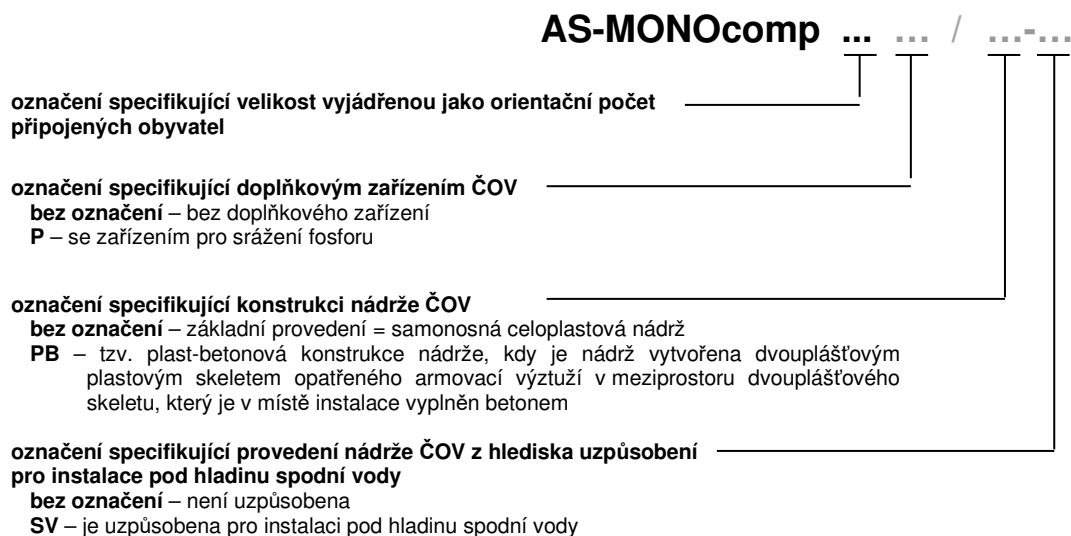 AS-MONOcomp ... ... / ...-...
označení specifikující velikost vyjádřenou jako orientační počet
připojených obyvatel
označení specifikující doplňkovým zařízením ČOV
bez označení – bez doplňkového zařízení
P – se zařízením pro srážení fosforu
označení specifikující konstrukci nádrže ČOV
bez označení – základní provedení = samonosná celoplastová nádrž
PB – tzv. plast-betonová konstrukce nádrže, kdy je nádrž vytvořena dvouplášťovým
plastovým skeletem opatřeného armovací výztuží v meziprostoru dvouplášťového
skeletu, který je v místě instalace vyplněn betonem
označení specifikující provedení nádrže ČOV z hlediska uzpůsobení
pro instalace pod hladinu spodní vody
bez označení – není uzpůsobena
SV – je uzpůsobena pro instalaci pod hladinu spodní vody